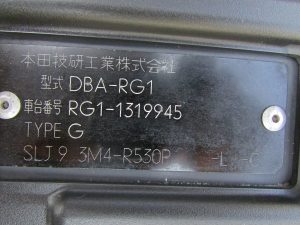 本田技研工業株式会社
型式 DBA-RG1
車台番号 RG1-1319945
TYPE G
SLJ 9 3M4-R530P